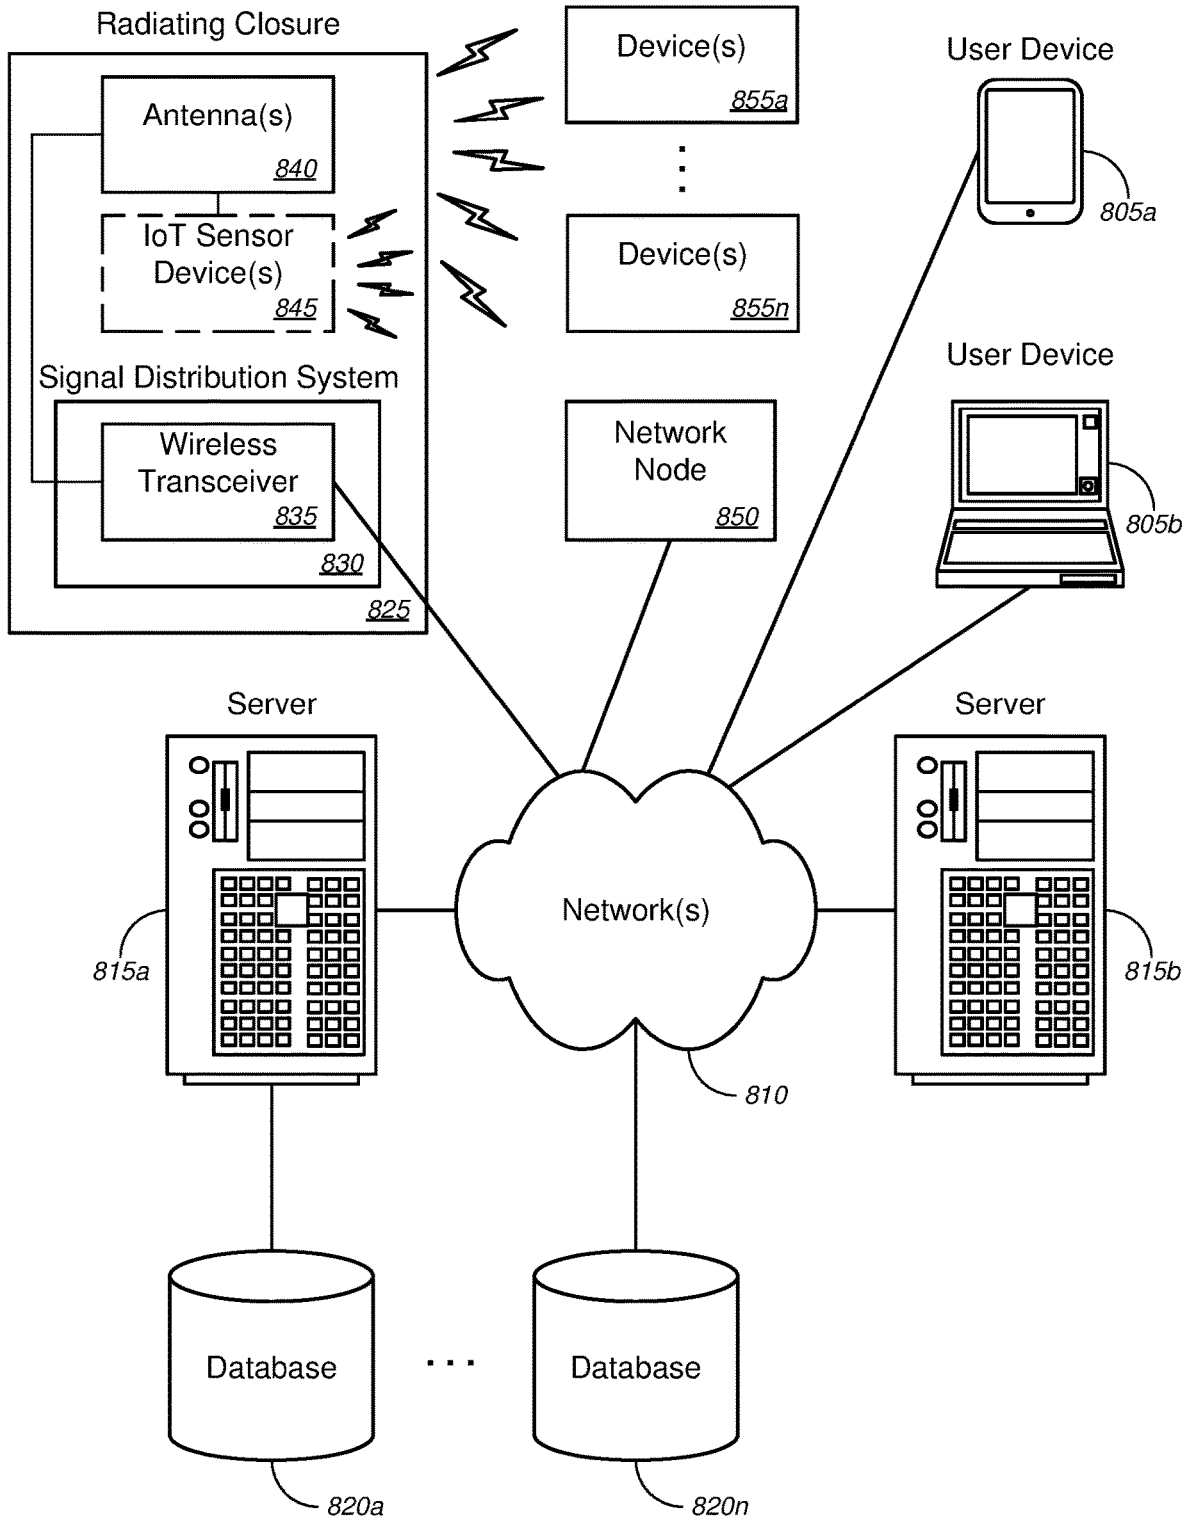 Radiating Closure
Antenna(s)
840
IoT Sensor
Device(s)
845
Signal Distribution System
Wireless
Transceiver
835
830
825
Device(s)
855a
Device(s)
855n
Network
Node
850
User Device
805a
User Device
805b
Server
815a
Network(s)
810
Server
815b
Database
820a
Database
820n